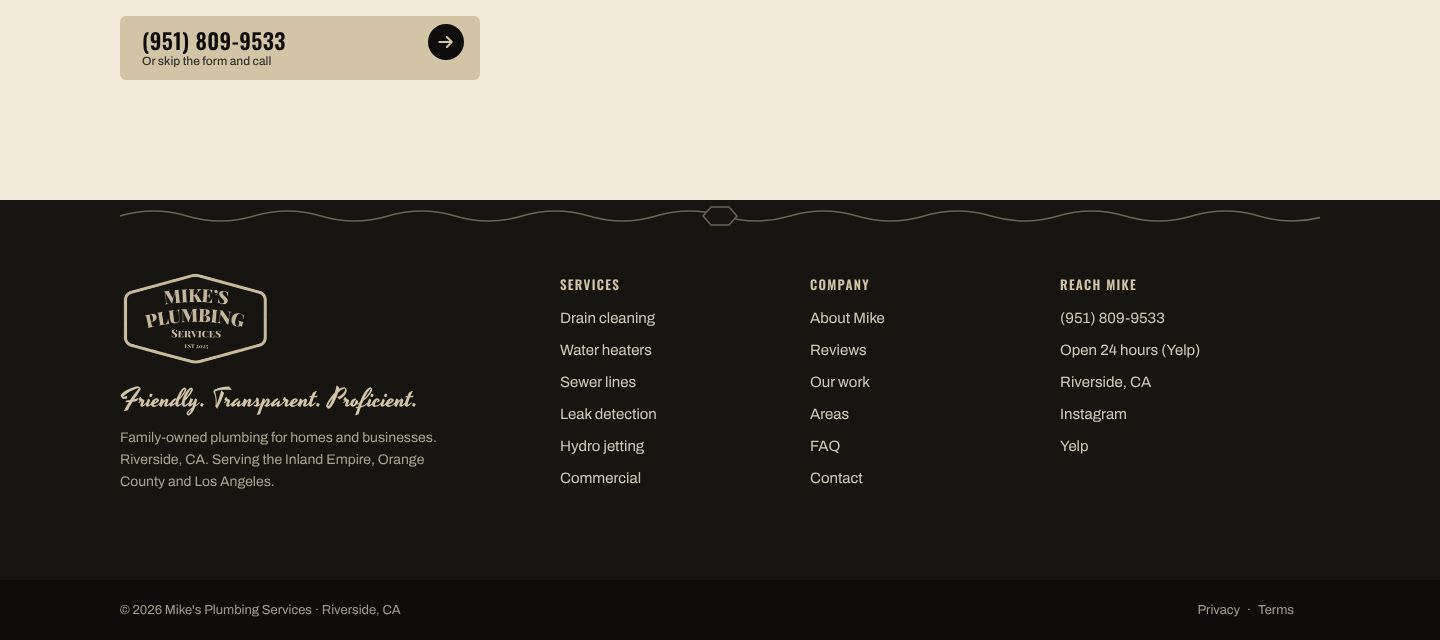 (951) 809-9533
Or skip the form and call
MIKE'S
PLUMBING
SERVICES
EST 2025
Friendly. Transparent. Proficient.
Family-owned plumbing for homes and businesses.
Riverside, CA. Serving the Inland Empire, Orange
County and Los Angeles.
SERVICES
Drain cleaning
Water heaters
Sewer lines
Leak detection
Hydro jetting
Commercial
COMPANY
About Mike
Reviews
Our work
Areas
FAQ
Contact
REACH MIKE
(951) 809-9533
Open 24 hours (Yelp)
Riverside, CA
Instagram
Yelp
© 2026 Mike's Plumbing Services · Riverside, CA
Privacy · Terms